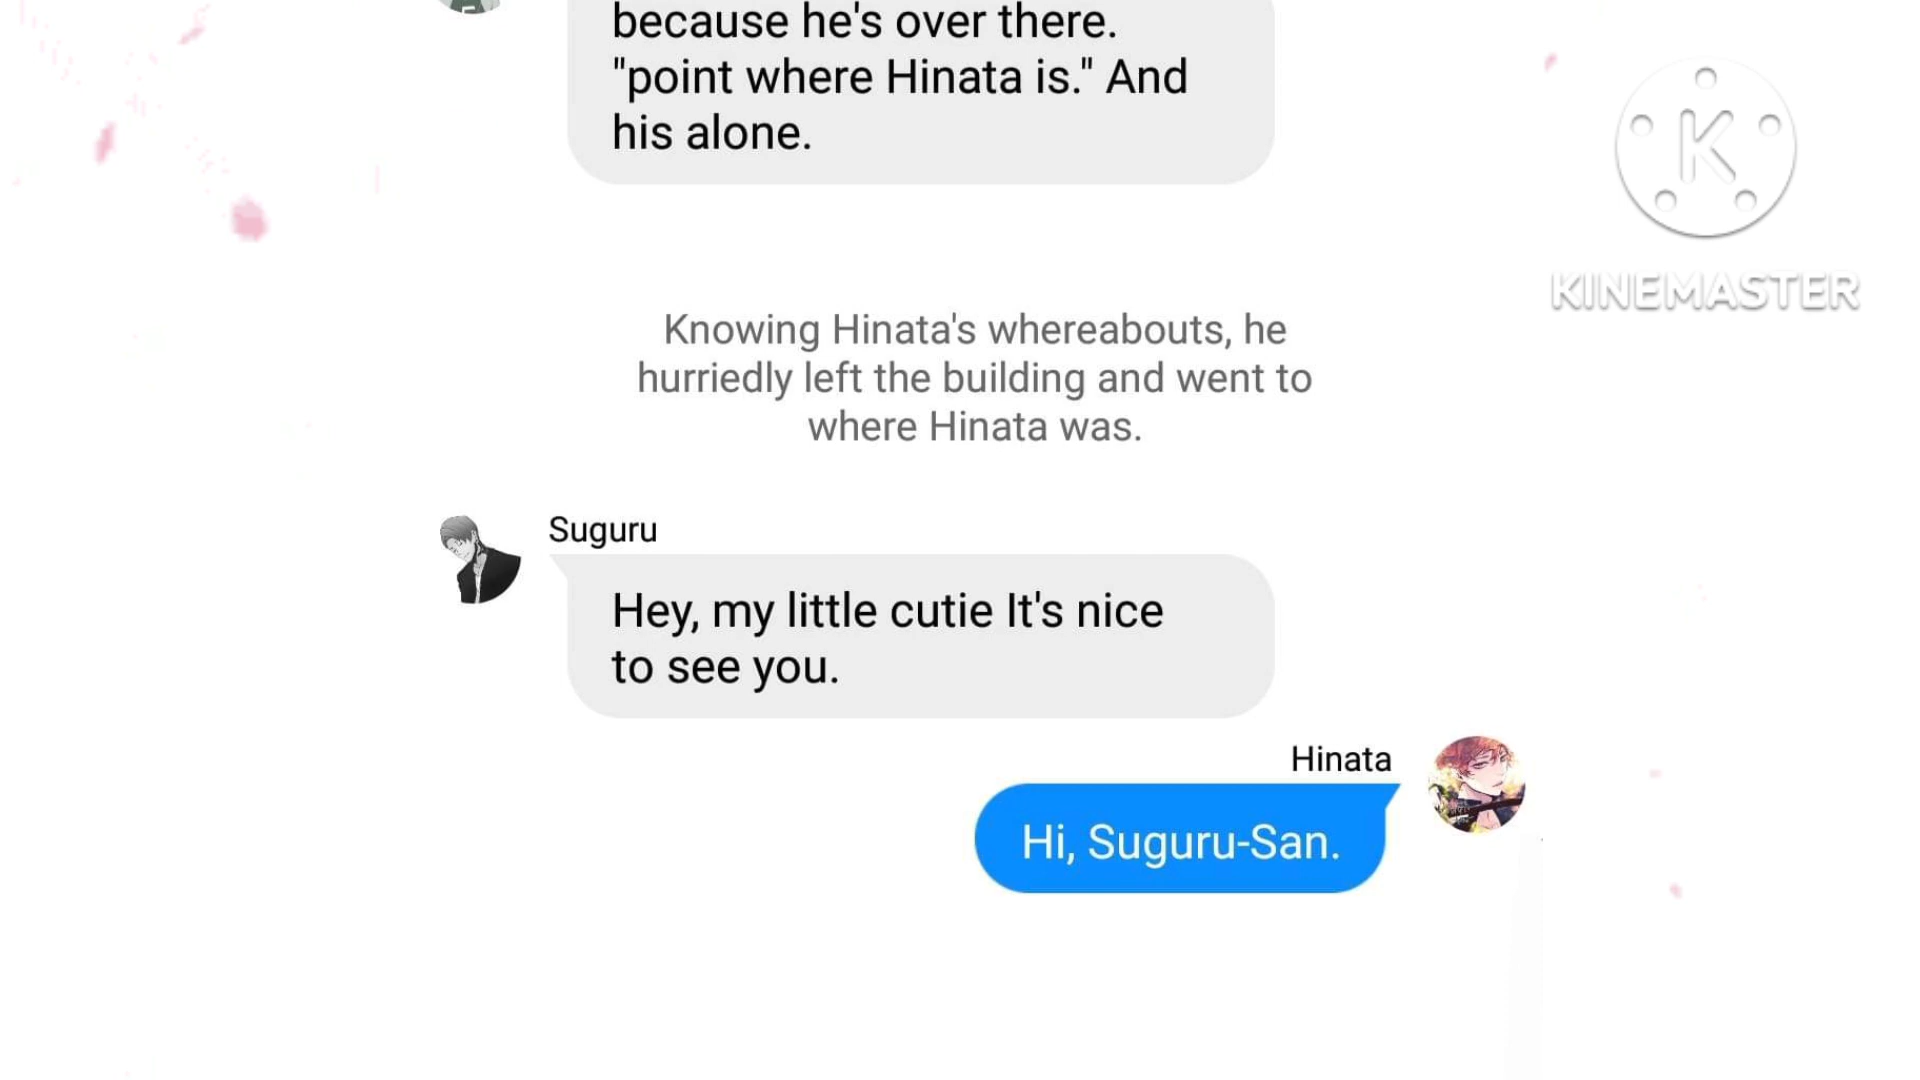 because he's over there.
"point where Hinata is." And
his alone.
K
KINEMASTER
Knowing Hinata's whereabouts, he
hurriedly left the building and went to
where Hinata was.
Suguru
Hey, my little cutie It's nice
to see you.
Hinata
Hi, Suguru-San.